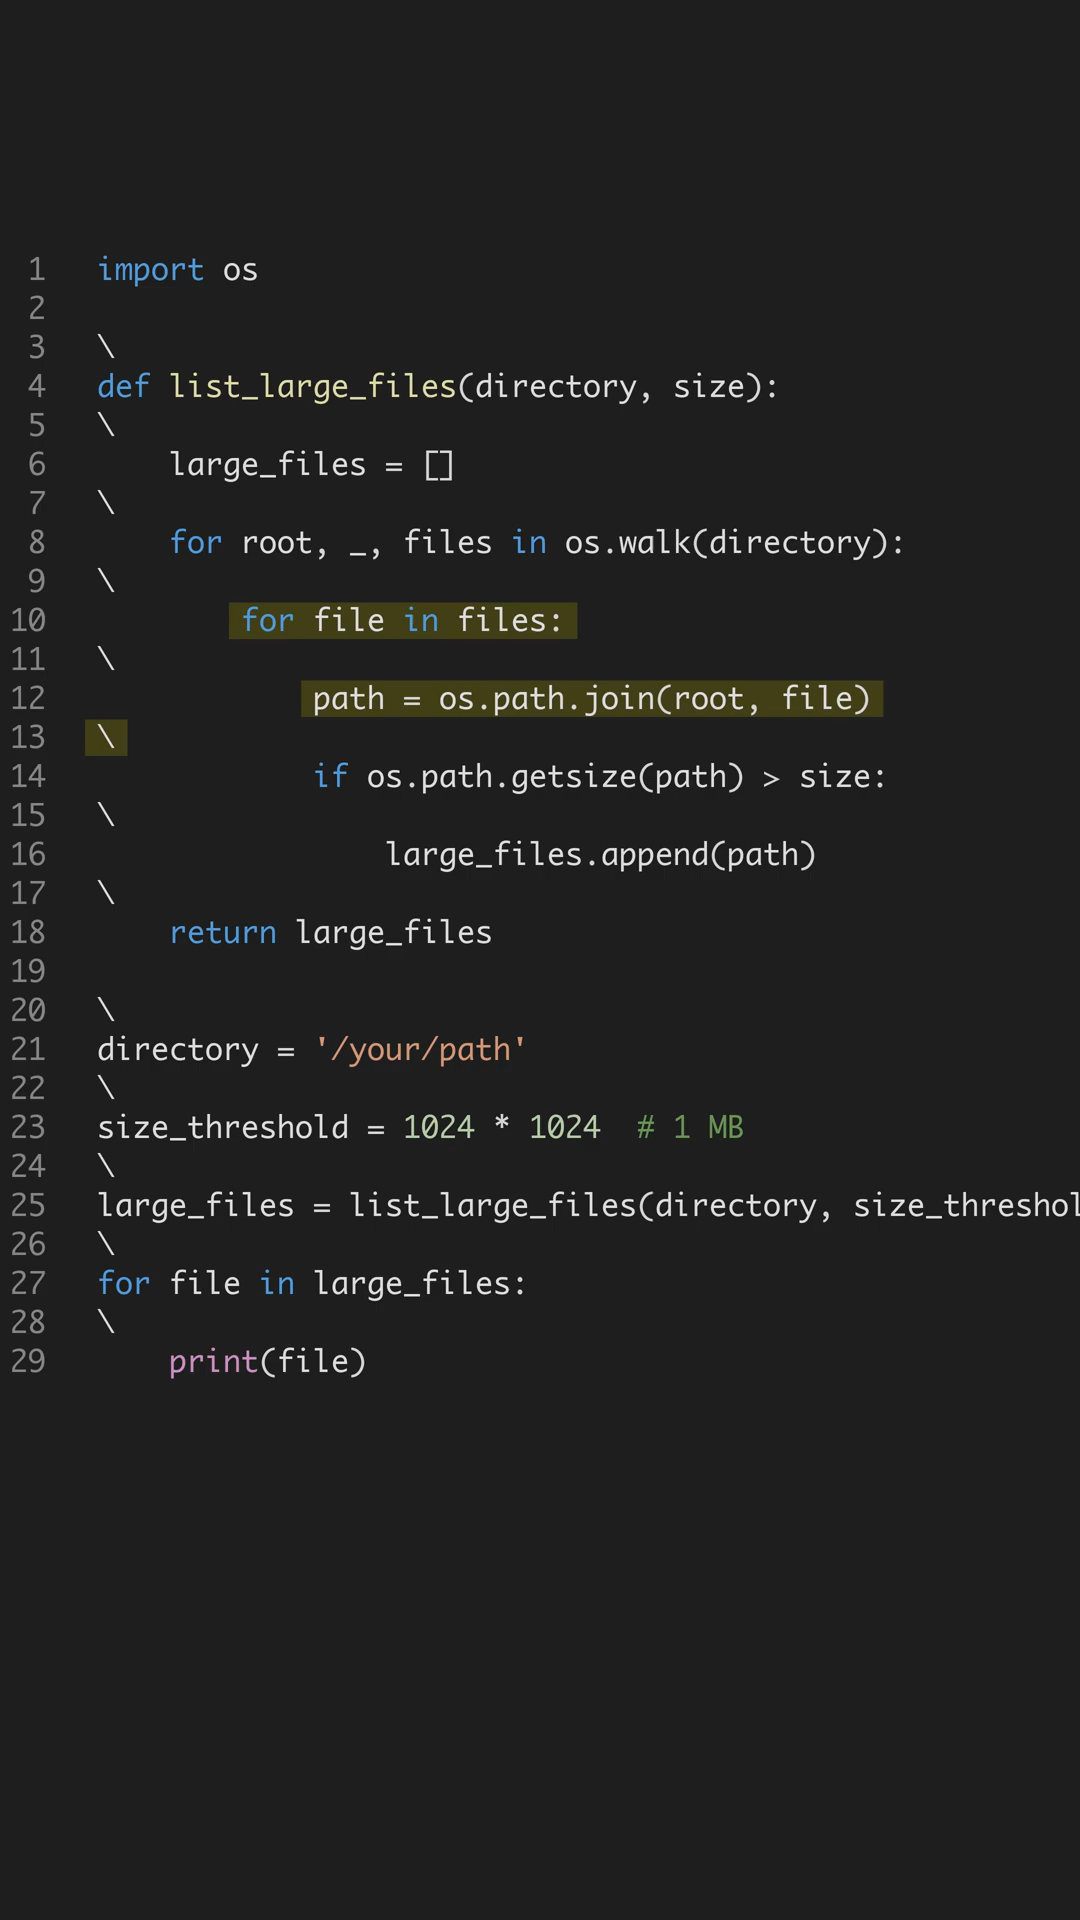 1 import os
2
3 \
4 def list_large_files(directory, size):
5 \
6     large_files = []
7 \
8     for root, _, files in os.walk(directory):
9 \
10         for file in files:
11 \
12             path = os.path.join(root, file)
13 \
14             if os.path.getsize(path) > size:
15 \
16                 large_files.append(path)
17 \
18     return large_files
19
20 \
21 directory = '/your/path'
22 \
23 size_threshold = 1024 * 1024  # 1 MB
24 \
25 large_files = list_large_files(directory, size_threshol
26 \
27 for file in large_files:
28 \
29     print(file)